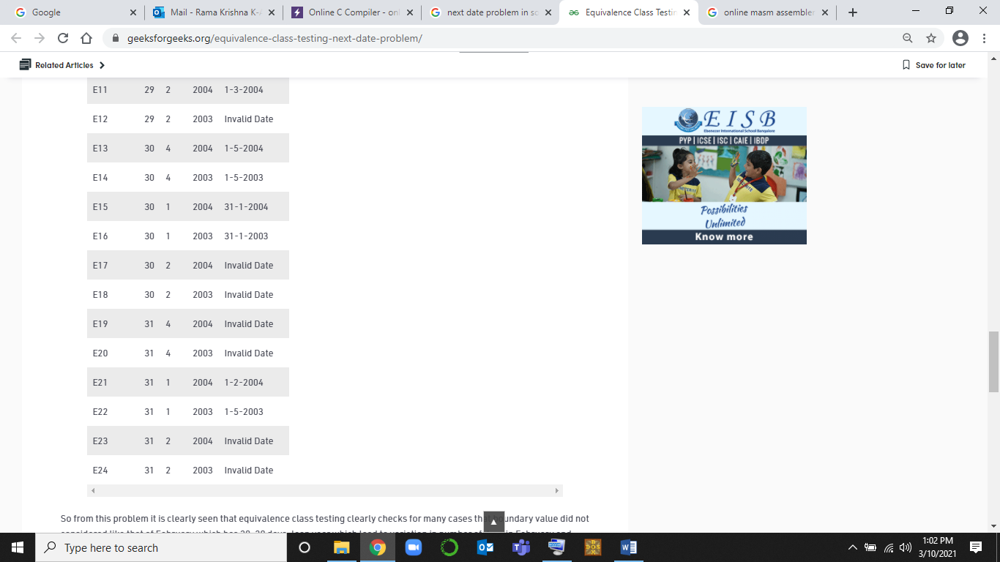 Google
Mail - Rama Krishna K-
Online C Compiler - onl
next date problem in so
Equivalence Class Testin
online masm assembler
geeksforgeeks.org/equivalence-class-testing-next-date-problem/
Related Articles
Save for later
E11 29 2 2004 1-3-2004
E12 29 2 2003 Invalid Date
E13 30 4 2004 1-5-2004
E14 30 4 2003 1-5-2003
E15 30 1 2004 31-1-2004
E16 30 1 2003 31-1-2003
E17 30 2 2004 Invalid Date
E18 30 2 2003 Invalid Date
E19 31 4 2004 Invalid Date
E20 31 4 2003 Invalid Date
E21 31 1 2004 1-2-2004
E22 31 1 2003 1-5-2003
E23 31 2 2004 Invalid Date
E24 31 2 2003 Invalid Date
EISB
Ebenezer International School Bangalore
PYP | ICSE | ISC | CAIE | IBDP
Possibilities
Unlimited
Know more
So from this problem it is clearly seen that equivalence class testing clearly checks for many cases that boundary value did not
Type here to search
DOS
1:02 PM
3/10/2021